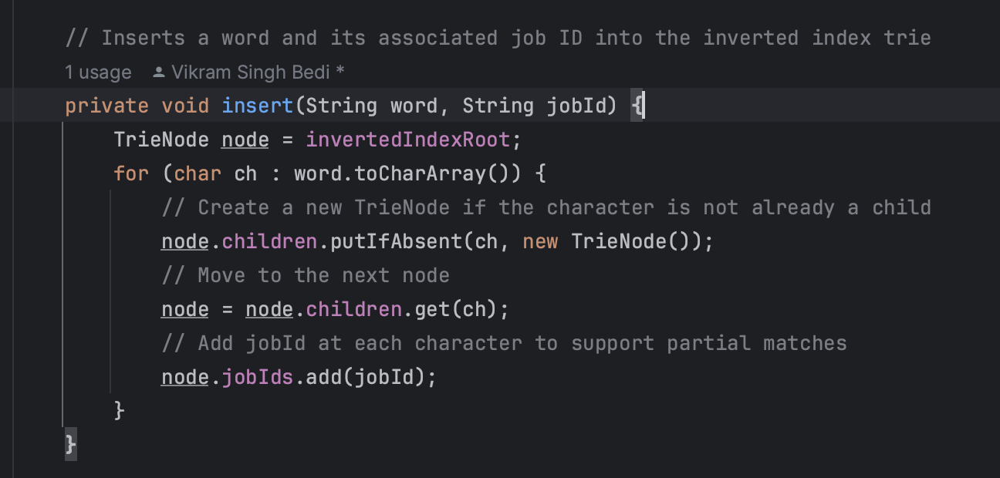 // Inserts a word and its associated job ID into the inverted index trie
1 usage Vikram Singh Bedi *
private void insert(String word, String jobId) {
TrieNode node = invertedIndexRoot;
for (char ch : word.toCharArray()) {
// Create a new TrieNode if the character is not already a child
node.children.putIfAbsent(ch, new TrieNode());
// Move to the next node
node = node.children.get(ch);
// Add jobId at each character to support partial matches
node.jobIds.add(jobId);
}
}